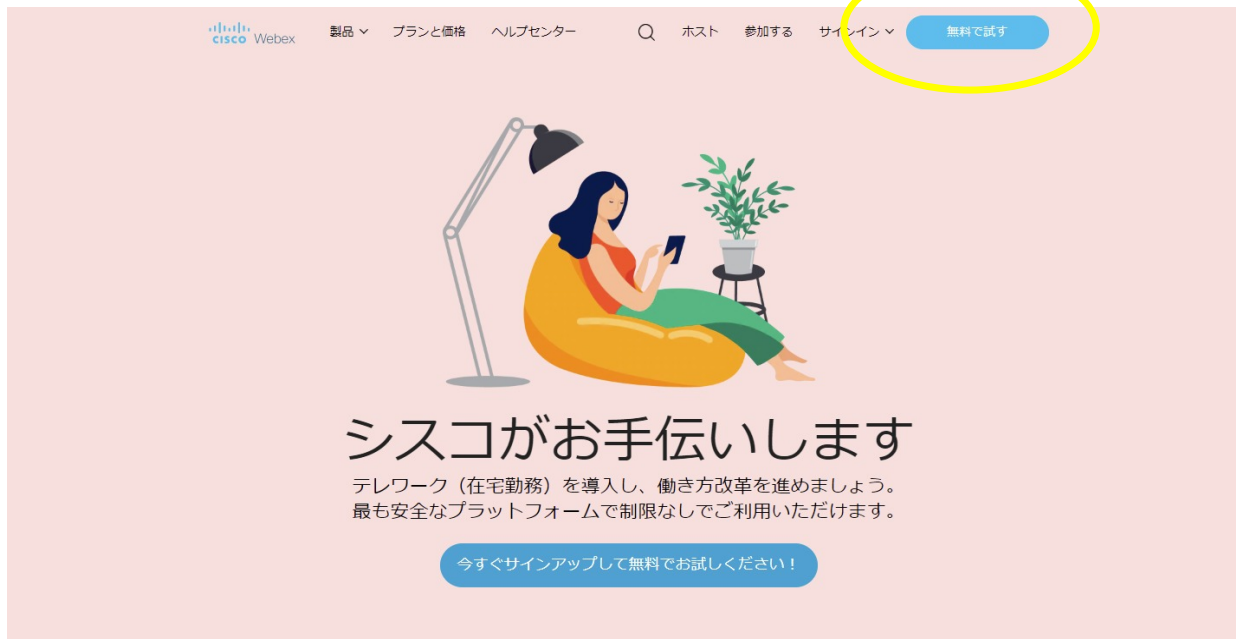 CISCO Webex 製品 プランと価格 ヘルプセンター ホスト 参加する サインイン 無料で試す
シスコがお手伝いします
テレワーク（在宅勤務）を導入し、働き方改革を進めましょう。
最も安全なプラットフォームで制限なしでご利用いただけます。
今すぐサインアップして無料でお試しください！